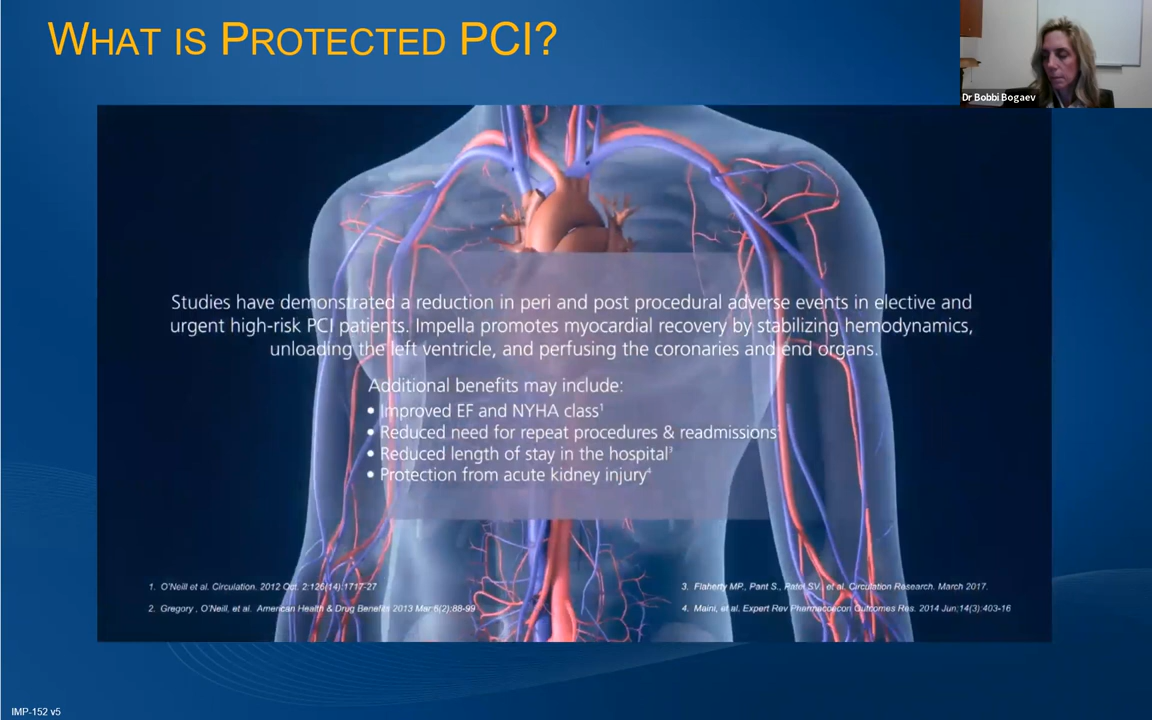 WHAT IS PROTECTED PCI?
Dr Bobbi Bogaev
Studies have demonstrated a reduction in peri and post procedural adverse events in elective and
urgent high-risk PCI patients. Impella promotes myocardial recovery by stabilizing hemodynamics,
unloading the left ventricle, and perfusing the coronaries and end organs.
Additional benefits may include:
• Improved EF and NYHA class¹
• Reduced need for repeat procedures & readmissions
• Reduced length of stay in the hospital³
• Protection from acute kidney injury⁴
1. O'Neill et al. Circulation. 2012 Oct. 2:126(14):1717-27
2. Gregory , O'Neill, et al. American Health & Drug Benefits 2013 Mar:6(2);88-99
3. Flaherty MP., Pant S., Patel SV., et al. Circulation Research. March 2017.
4. Maini, et al. Expert Rev Pharmacoecon Outcomes Res. 2014 Jun;14(3):403-16
IMP-152 v5